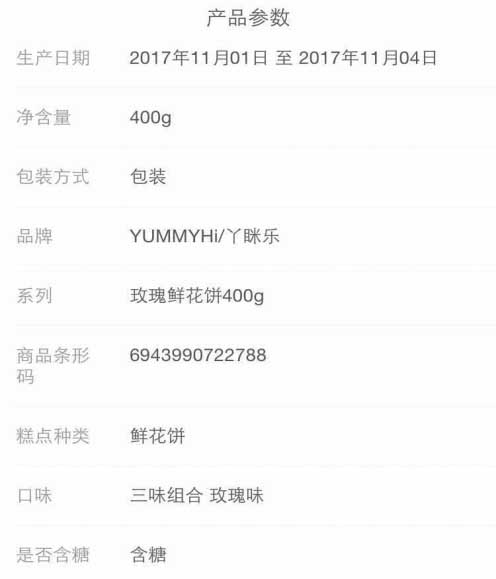 产品参数
生产日期 2017年11月01日 至 2017年11月04日
净含量 400g
包装方式 包装
品牌 YUMMYHi/丫眯乐
系列 玫瑰鲜花饼400g
商品条形 6943990722788
码
糕点种类 鲜花饼
口味 三味组合 玫瑰味
是否含糖 含糖